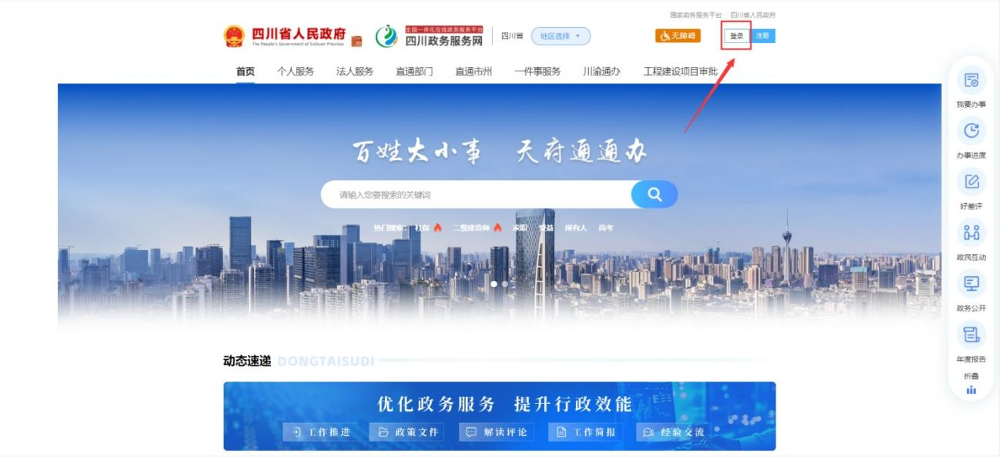 国家政务服务平台 四川省人民政府
四川省人民政府
The People's Government of Sichuan Province
全国一体化在线政务服务平台
四川政务服务网
四川省 地区选择
无障碍
登录 注册
首页 个人服务 法人服务 直通部门 直通市州 一件事服务 川渝通办 工程建设项目审批
百姓大小事 天府通通办
请输入您要搜索的关键词
热门搜索: 社保 二级建造师 求职 受益 所有人 高考
动态速递 DONGTAISUDI
优化政务服务 提升行政效能
工作推进 政策文件 解读评论 工作简报 经验交流
我要办事
办事进度
好差评
政民互动
政务公开
年度报告
折叠